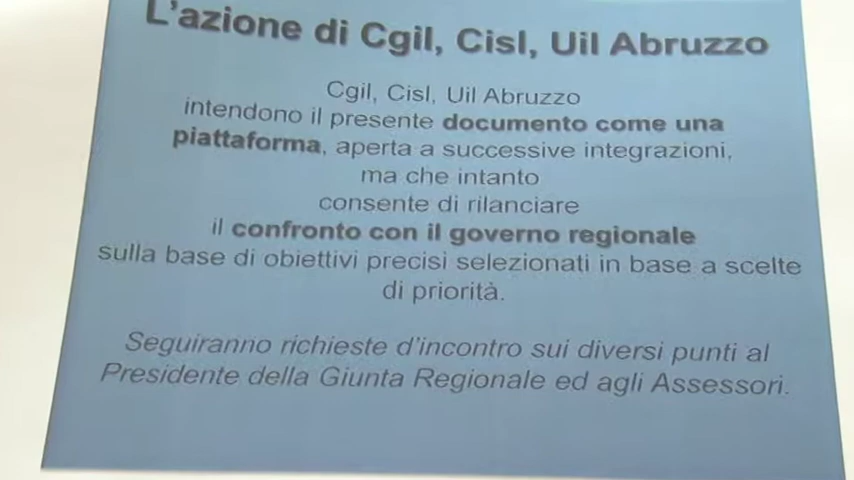 L'azione di Cgil, Cisl, Uil Abruzzo
Cgil, Cisl, Uil Abruzzo
intendono il presente documento come una
piattaforma, aperta a successive integrazioni,
ma che intanto
consente di rilanciare
il confronto con il governo regionale
sulla base di obiettivi precisi selezionati in base a scelte
di priorità.
Seguiranno richieste d'incontro sui diversi punti al
Presidente della Giunta Regionale ed agli Assessori.